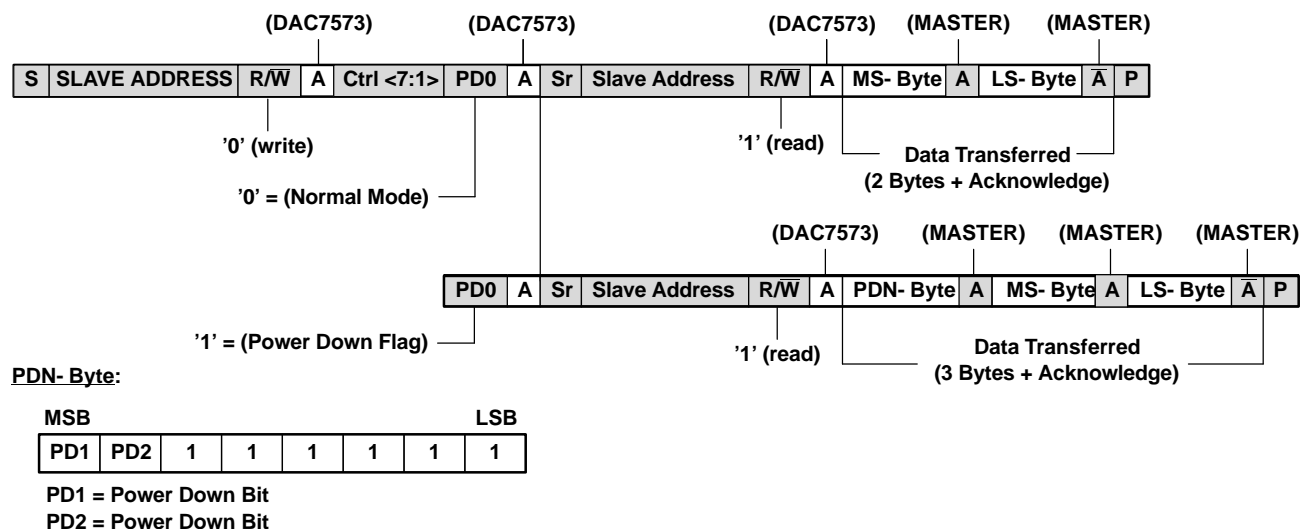 (DAC7573) (DAC7573) (DAC7573) (MASTER) (MASTER)
S SLAVE ADDRESS R/W̅ A Ctrl <7:1> PD0 A Sr Slave Address R/W̅ A MS- Byte A LS- Byte A̅ P
'0' (write) '1' (read) Data Transferred
(2 Bytes + Acknowledge)
'0' = (Normal Mode)
(DAC7573) (MASTER) (MASTER) (MASTER)
PD0 A Sr Slave Address R/W̅ A PDN- Byte A MS- Byte A LS- Byte A̅ P
'1' = (Power Down Flag) '1' (read) Data Transferred
(3 Bytes + Acknowledge)
PDN- Byte:
MSB LSB
PD1 PD2 1 1 1 1 1 1
PD1 = Power Down Bit
PD2 = Power Down Bit